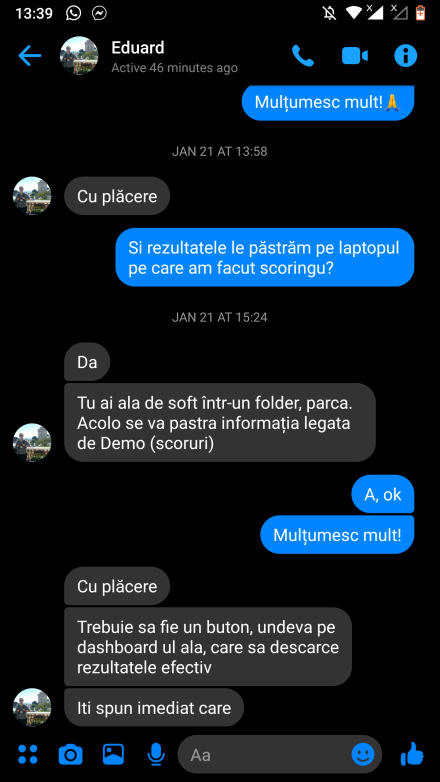 13:39
Eduard
Active 46 minutes ago
Mulțumesc mult!🙏
JAN 21 AT 13:58
Cu plăcere
Si rezultatele le păstrăm pe laptopul
pe care am facut scoringu?
JAN 21 AT 15:24
Da
Tu ai ala de soft într-un folder, parca.
Acolo se va pastra informația legata
de Demo (scoruri)
A, ok
Mulțumesc mult!
Cu plăcere
Trebuie sa fie un buton, undeva pe
dashboard ul ala, care sa descarce
rezultatele efectiv
Iti spun imediat care
Aa